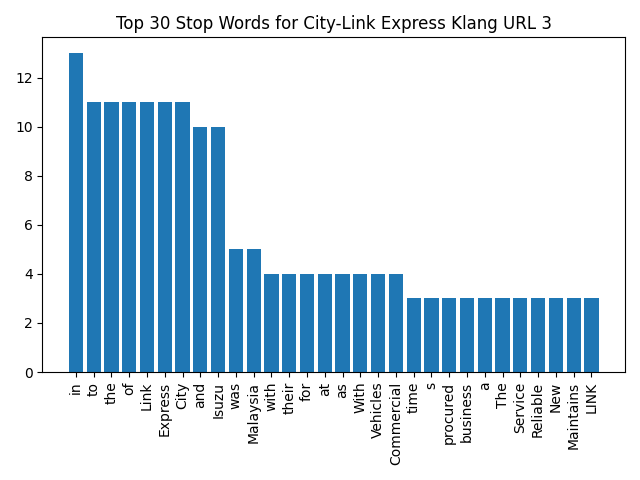 Top 30 Stop Words for City-Link Express Klang URL 3
12
10
8
6
4
2
0
in
to
the
of
Link
Express
City
and
Isuzu
was
Malaysia
with
their
for
at
as
With
Vehicles
Commercial
time
s
procured
business
a
The
Service
Reliable
New
Maintains
LINK